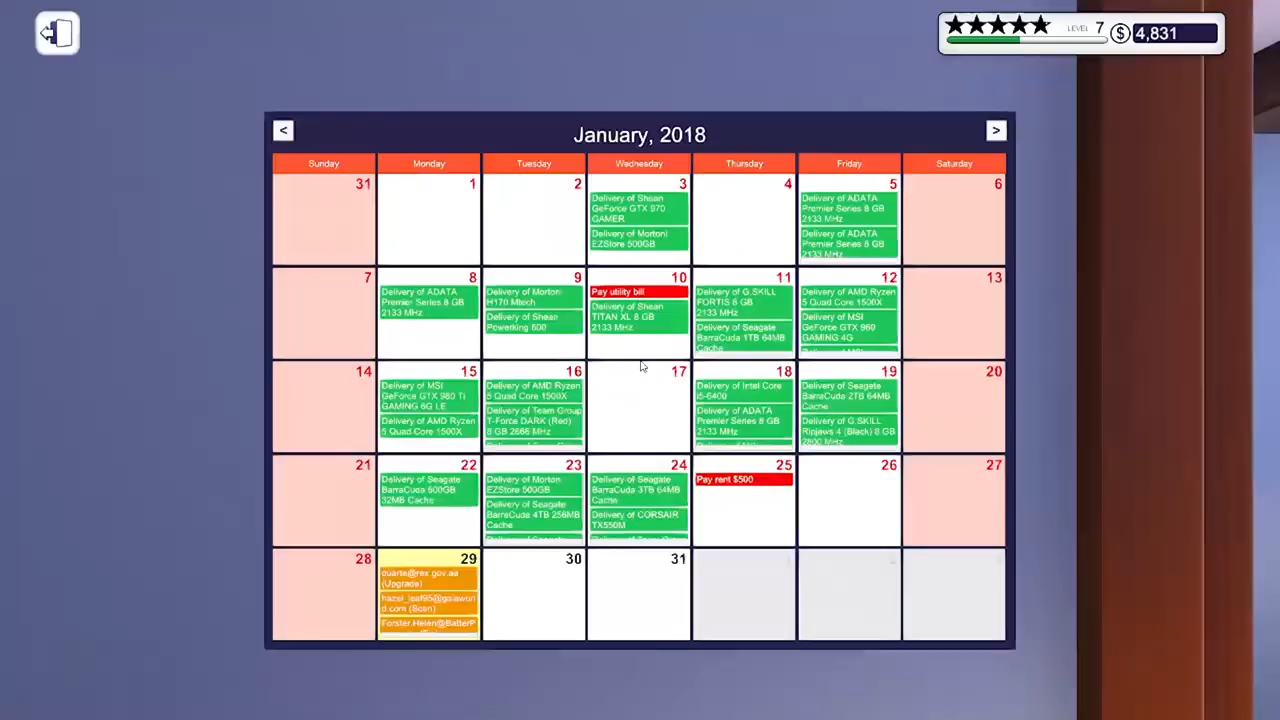 LEVEL 7 $ 4,831
< January, 2018 >
Sunday Monday Tuesday Wednesday Thursday Friday Saturday
31 1 2 3 4 5 6
Delivery of Shean
GeForce GTX 970
GAMER
Delivery of Mortoni
EZStore 500GB
Delivery of ADATA
Premier Series 8 GB
2133 MHz
Delivery of ADATA
Premier Series 8 GB
2133 MHz
7 8 9 10 11 12 13
Delivery of ADATA
Premier Series 8 GB
2133 MHz
Delivery of Mortoni
H170 Mtech
Delivery of Shean
Powerking 600
Pay utility bill
Delivery of Shean
TITAN XL 8 GB
2133 MHz
Delivery of G.SKILL
FORTIS 8 GB
2133 MHz
Delivery of Seagate
BarraCuda 1TB 64MB
Cache
Delivery of AMD Ryzen
5 Quad Core 1500X
Delivery of MSI
GeForce GTX 960
GAMING 4G
14 15 16 17 18 19 20
Delivery of MSI
GeForce GTX 980 Ti
GAMING 6G LE
Delivery of AMD Ryzen
5 Quad Core 1500X
Delivery of AMD Ryzen
5 Quad Core 1500X
Delivery of Team Group
T-Force DARK (Red)
8 GB 2666 MHz
Delivery of Intel Core
i5-6400
Delivery of ADATA
Premier Series 8 GB
2133 MHz
Delivery of Seagate
BarraCuda 2TB 64MB
Cache
Delivery of G.SKILL
Ripjaws 4 (Black) 8 GB
2800 MHz
21 22 23 24 25 26 27
Delivery of Seagate
BarraCuda 500GB
32MB Cache
Delivery of Morton
EZStore 500GB
Delivery of Seagate
BarraCuda 4TB 256MB
Cache
Delivery of Seagate
BarraCuda 3TB 64MB
Cache
Delivery of CORSAIR
TX550M
Pay rent $500
28 29 30 31
ouarte@rex.gov.aa
(Upgrade)
hazel_leaf95@gaiaworl
d.com (Scan)
Forster.Helen@BatterP